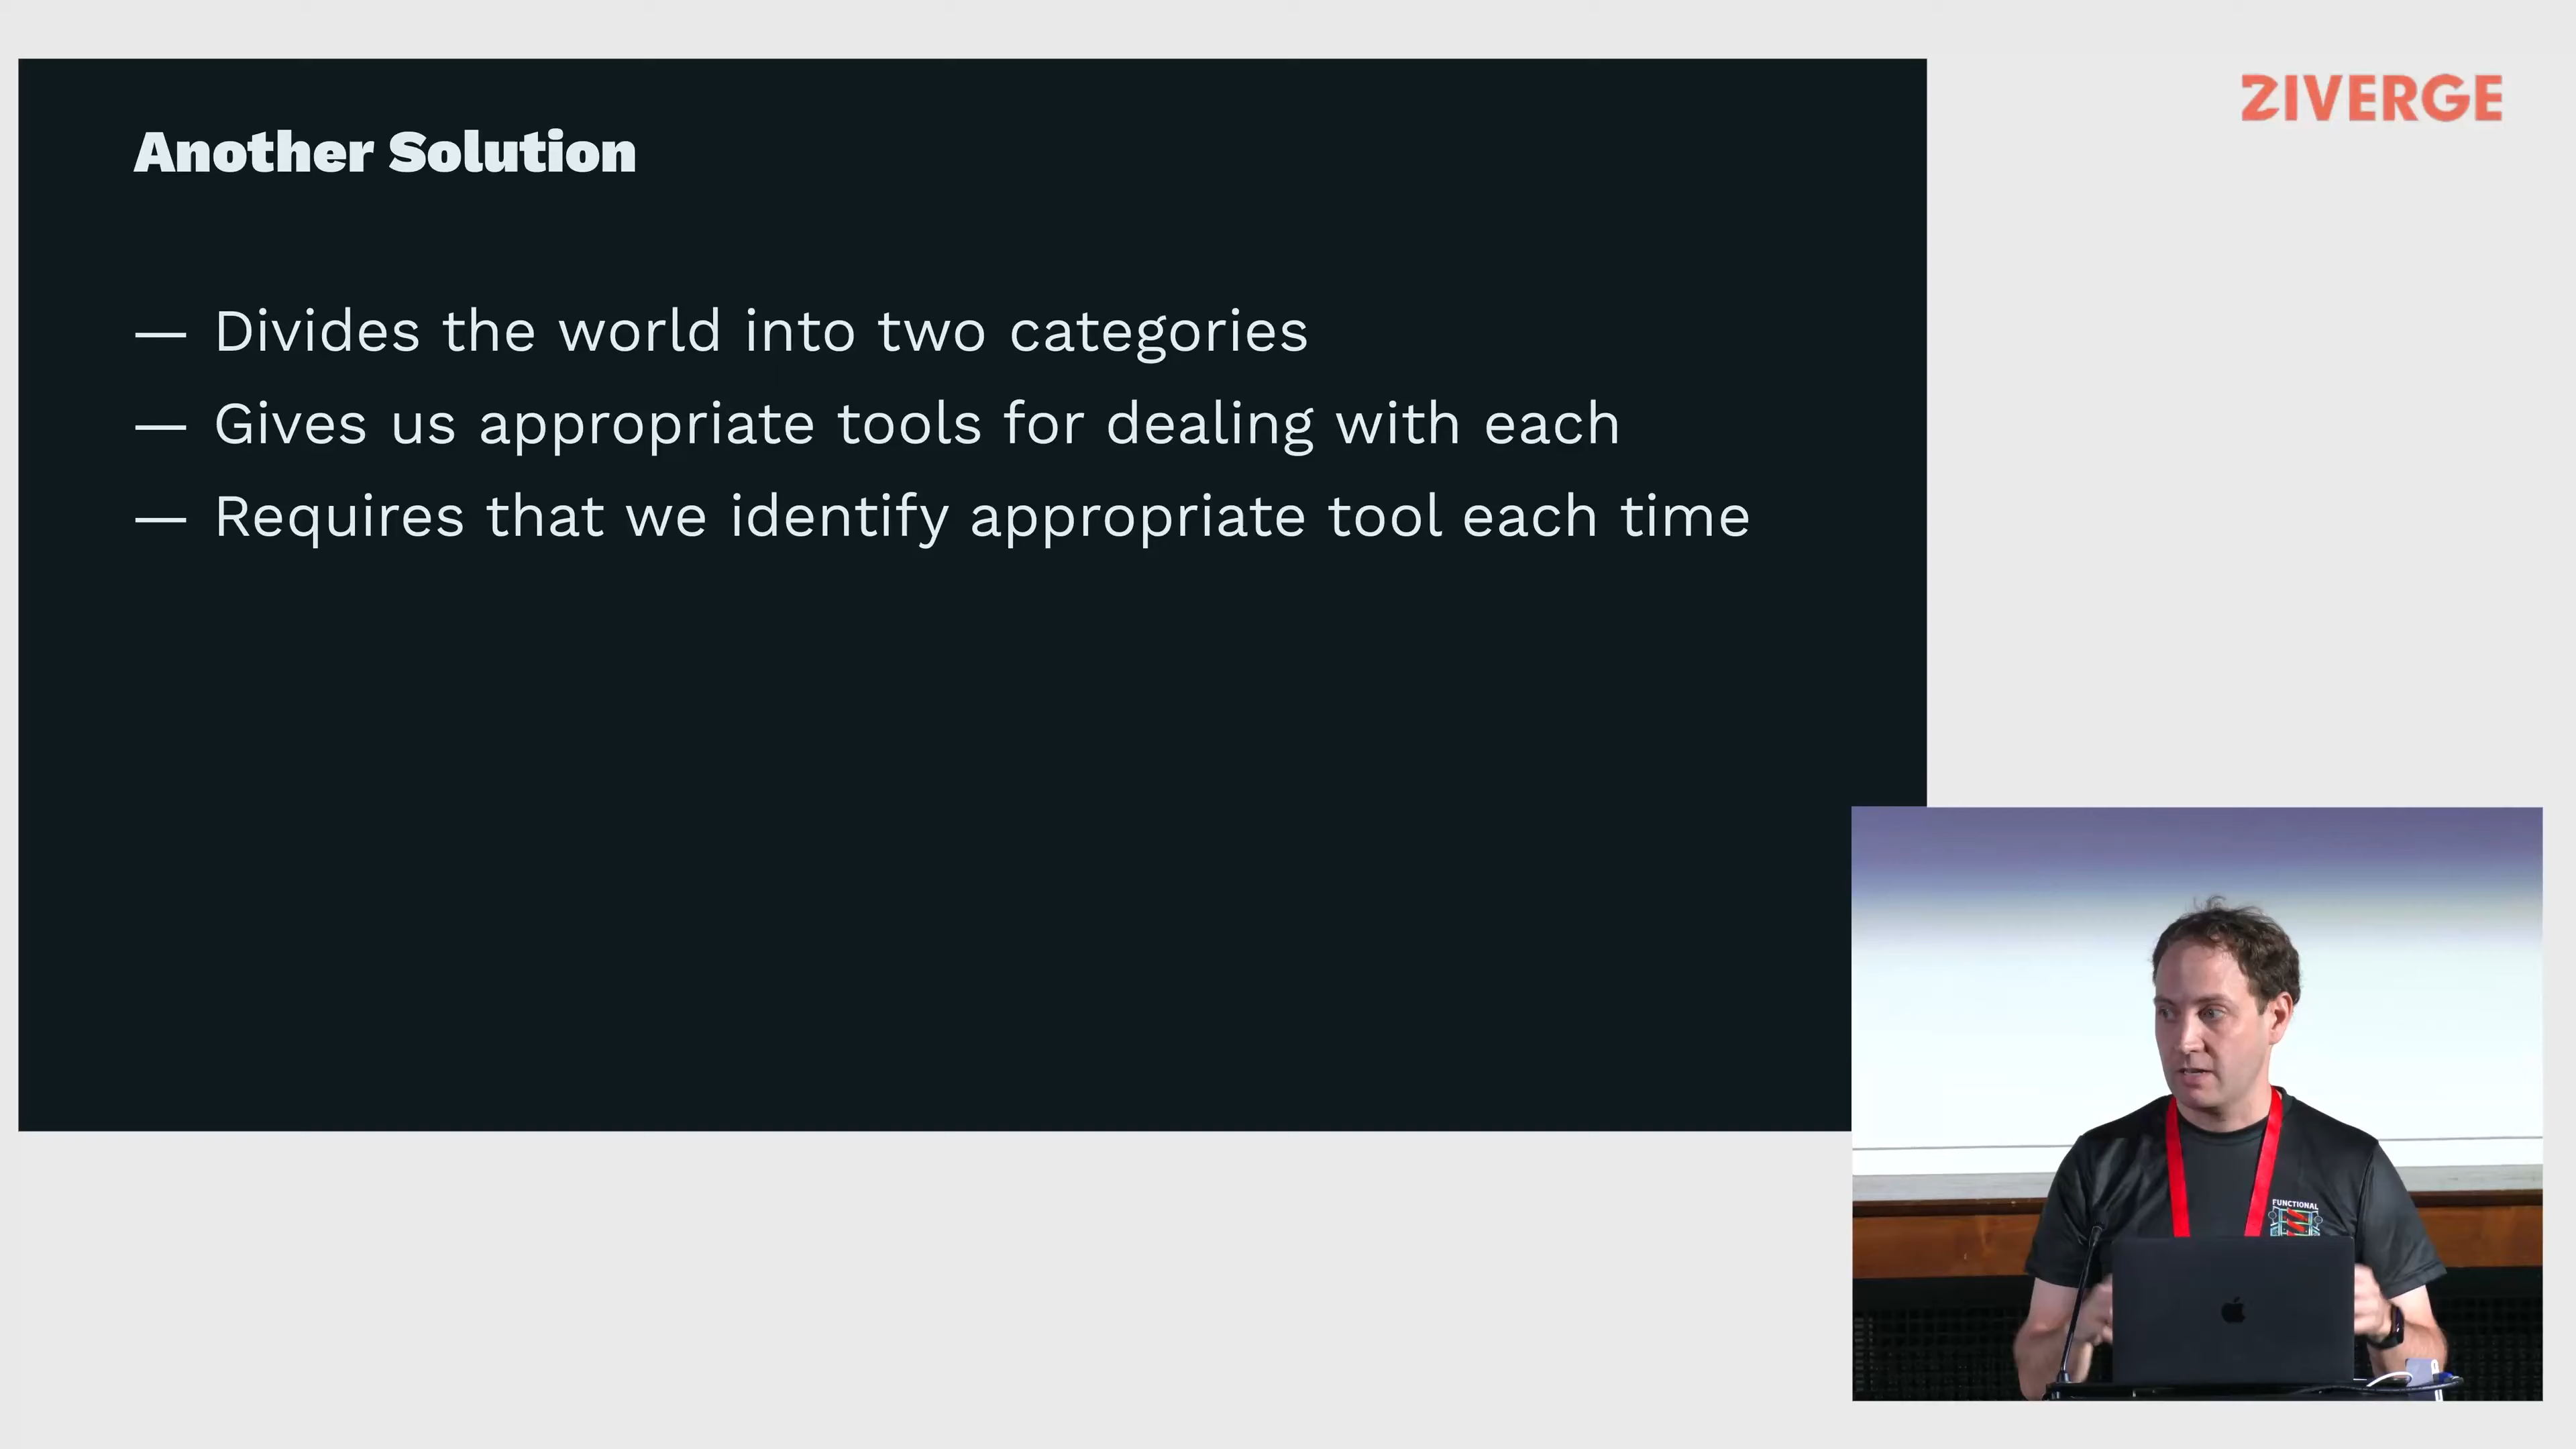 ZIVERGE
Another Solution
— Divides the world into two categories
— Gives us appropriate tools for dealing with each
— Requires that we identify appropriate tool each time
FUNCTIONAL